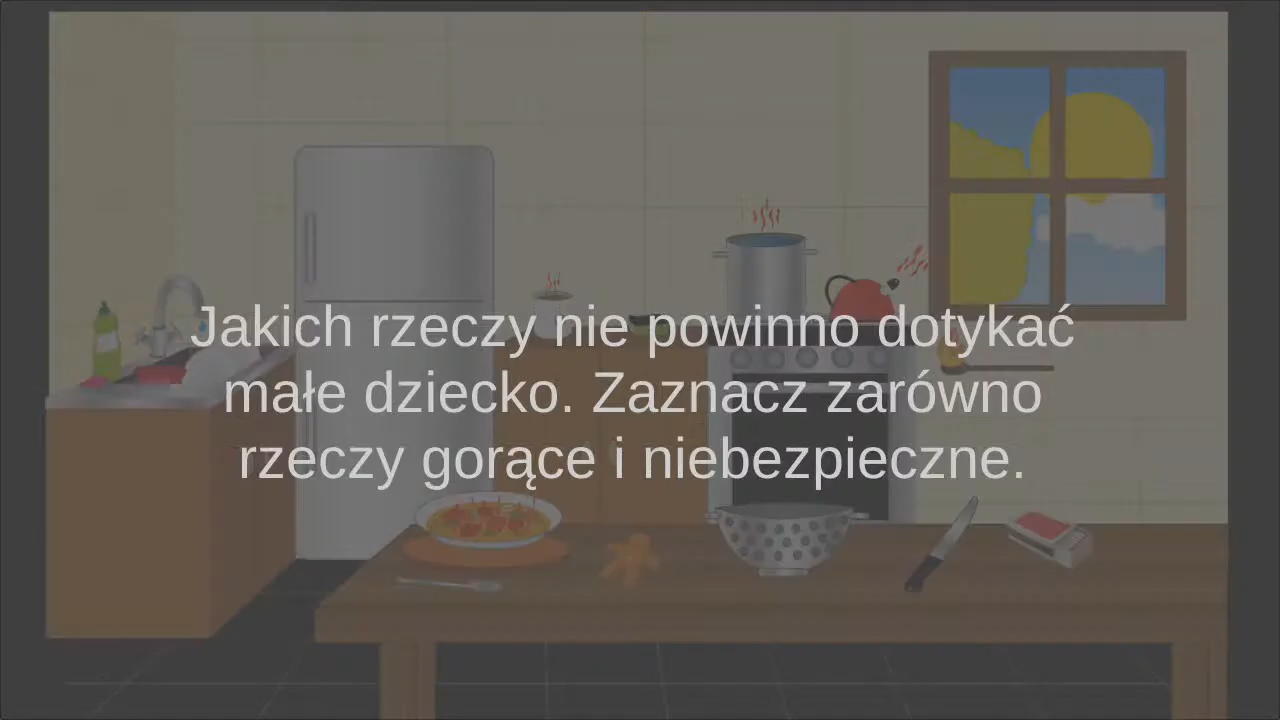 Jakich rzeczy nie powinno dotykać
małe dziecko. Zaznacz zarówno
rzeczy gorące i niebezpieczne.